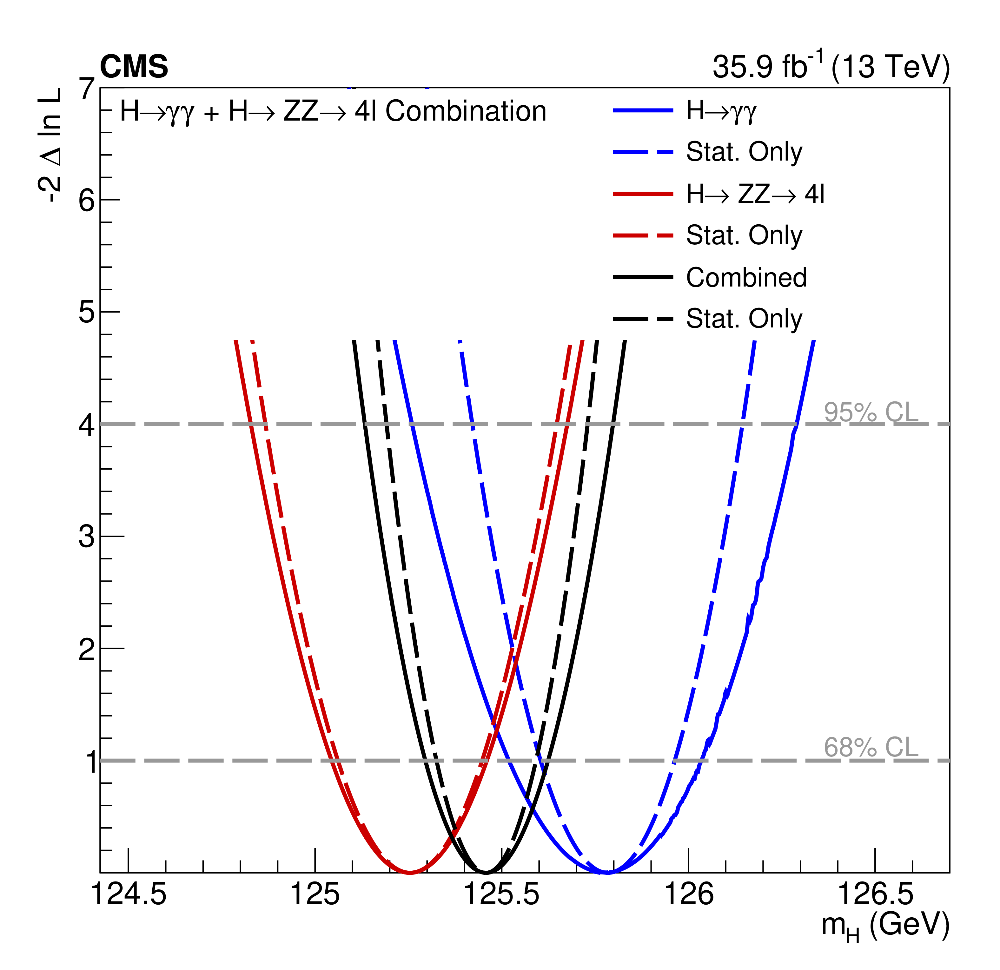 CMS 35.9 fb⁻¹ (13 TeV)
-2 Δ ln L
H→γγ + H→ ZZ→ 4l Combination
H→γγ
Stat. Only
H→ ZZ→ 4l
Stat. Only
Combined
Stat. Only
7
6
5
4
3
2
1
95% CL
68% CL
124.5 125 125.5 126 126.5
m_H (GeV)